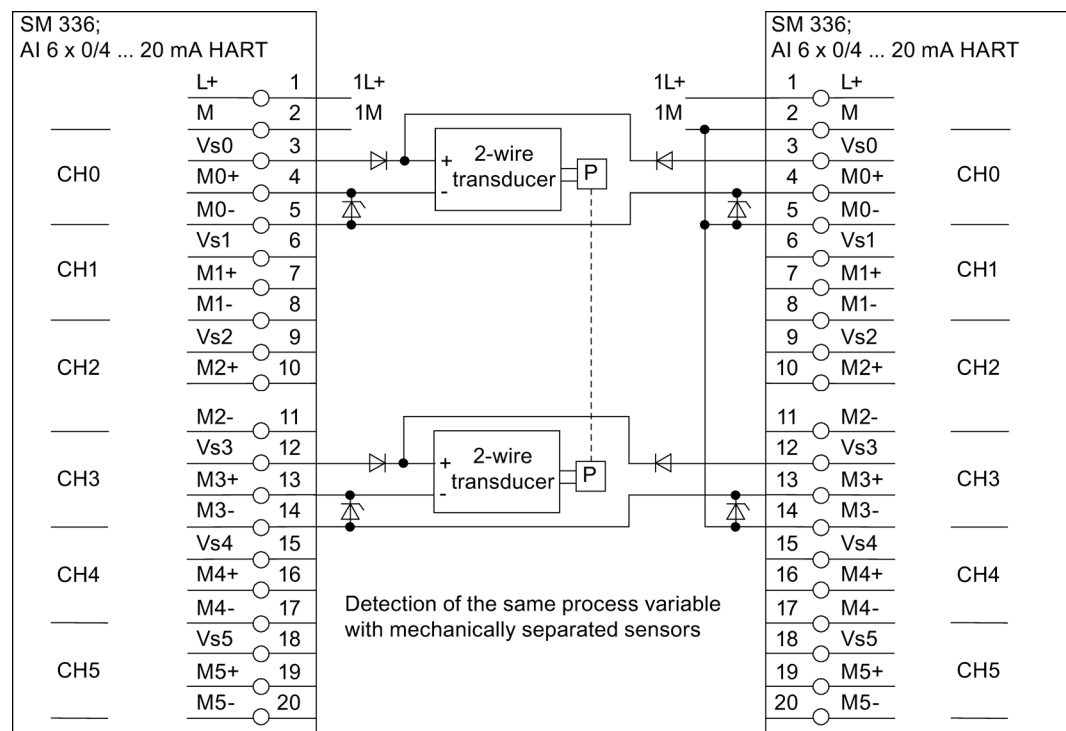 SM 336;
AI 6 x 0/4 ... 20 mA HART
L+ 1 1L+
M 2 1M
Vs0 3
CH0
M0+ 4
M0- 5
Vs1 6
CH1
M1+ 7
M1- 8
Vs2 9
CH2
M2+ 10
M2- 11
Vs3 12
CH3
M3+ 13
M3- 14
Vs4 15
CH4
M4+ 16
M4- 17
Vs5 18
CH5
M5+ 19
M5- 20
+ 2-wire
- transducer
P
+ 2-wire
- transducer
P
Detection of the same process variable
with mechanically separated sensors
SM 336;
AI 6 x 0/4 ... 20 mA HART
1L+ 1 L+
1M 2 M
3 Vs0
CH0
4 M0+
5 M0-
6 Vs1
CH1
7 M1+
8 M1-
9 Vs2
CH2
10 M2+
11 M2-
12 Vs3
CH3
13 M3+
14 M3-
15 Vs4
CH4
16 M4+
17 M4-
18 Vs5
CH5
19 M5+
20 M5-